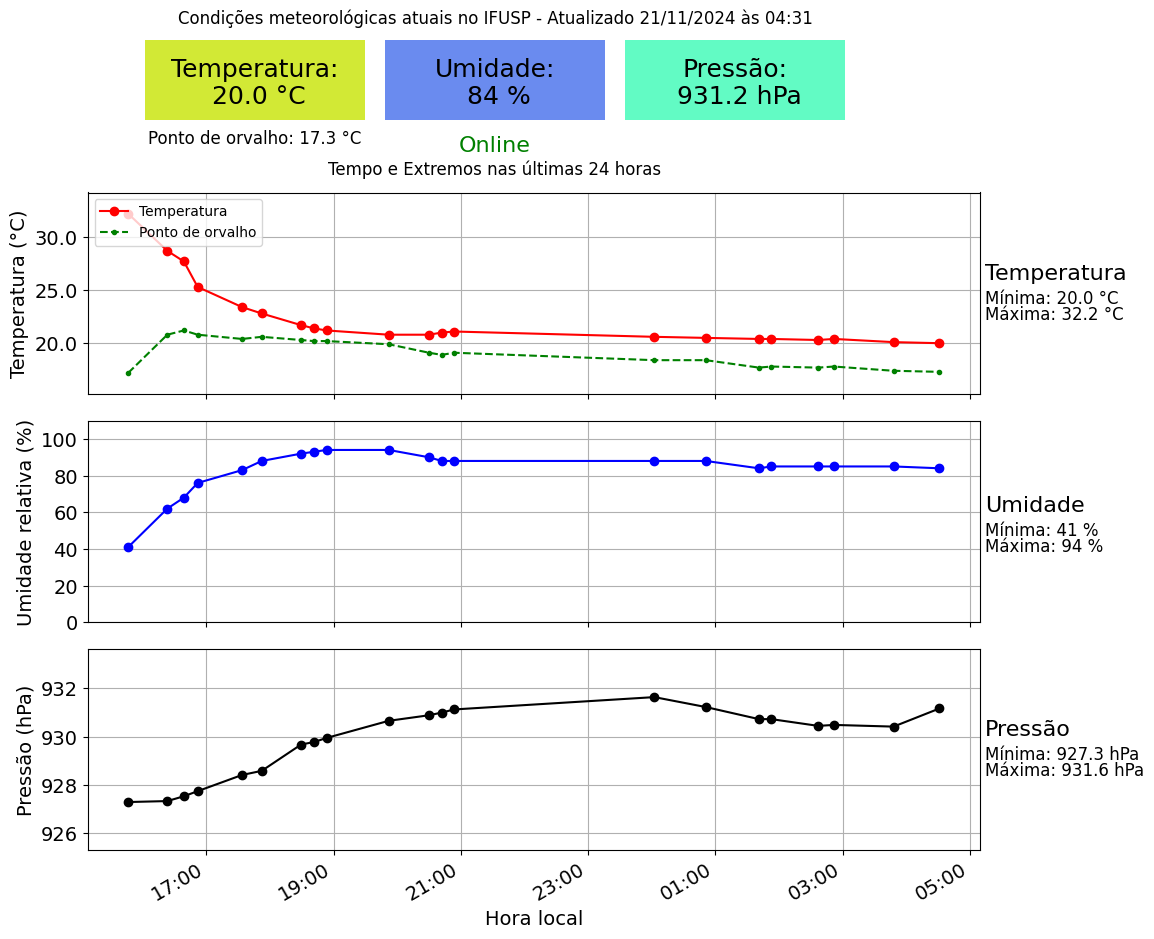 Condições meteorológicas atuais no IFUSP - Atualizado 21/11/2024 às 04:31
Temperatura:
20.0 °C
Umidade:
84 %
Pressão:
931.2 hPa
Ponto de orvalho: 17.3 °C
Online
Tempo e Extremos nas últimas 24 horas
Temperatura (°C)
30.0
25.0
20.0
Temperatura
Ponto de orvalho
Temperatura
Mínima: 20.0 °C
Máxima: 32.2 °C
Umidade relativa (%)
100
80
60
40
20
0
Umidade
Mínima: 41 %
Máxima: 94 %
Pressão (hPa)
932
930
928
926
Pressão
Mínima: 927.3 hPa
Máxima: 931.6 hPa
17:00
19:00
21:00
23:00
01:00
03:00
05:00
Hora local